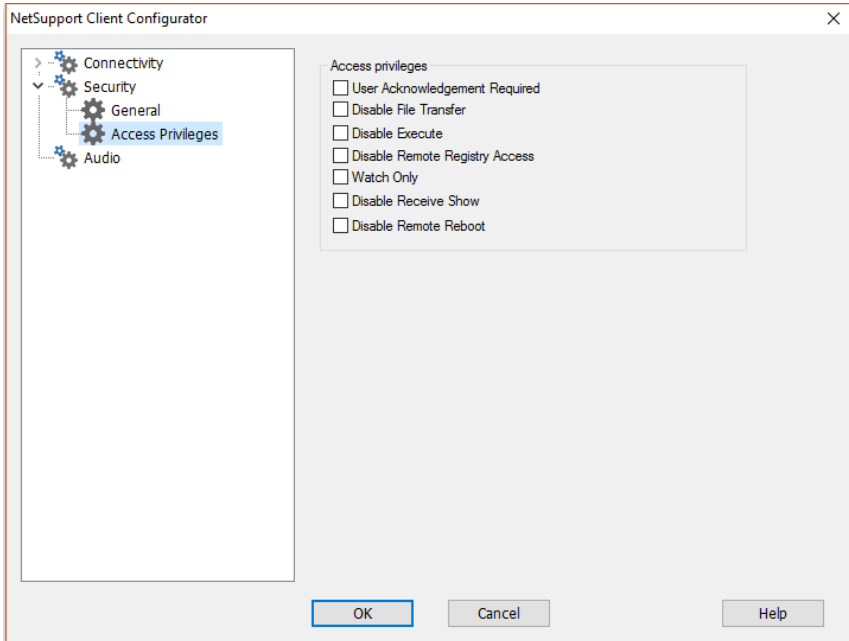 NetSupport Client Configurator
Connectivity
Security
General
Access Privileges
Audio
Access privileges
User Acknowledgement Required
Disable File Transfer
Disable Execute
Disable Remote Registry Access
Watch Only
Disable Receive Show
Disable Remote Reboot
OK Cancel Help